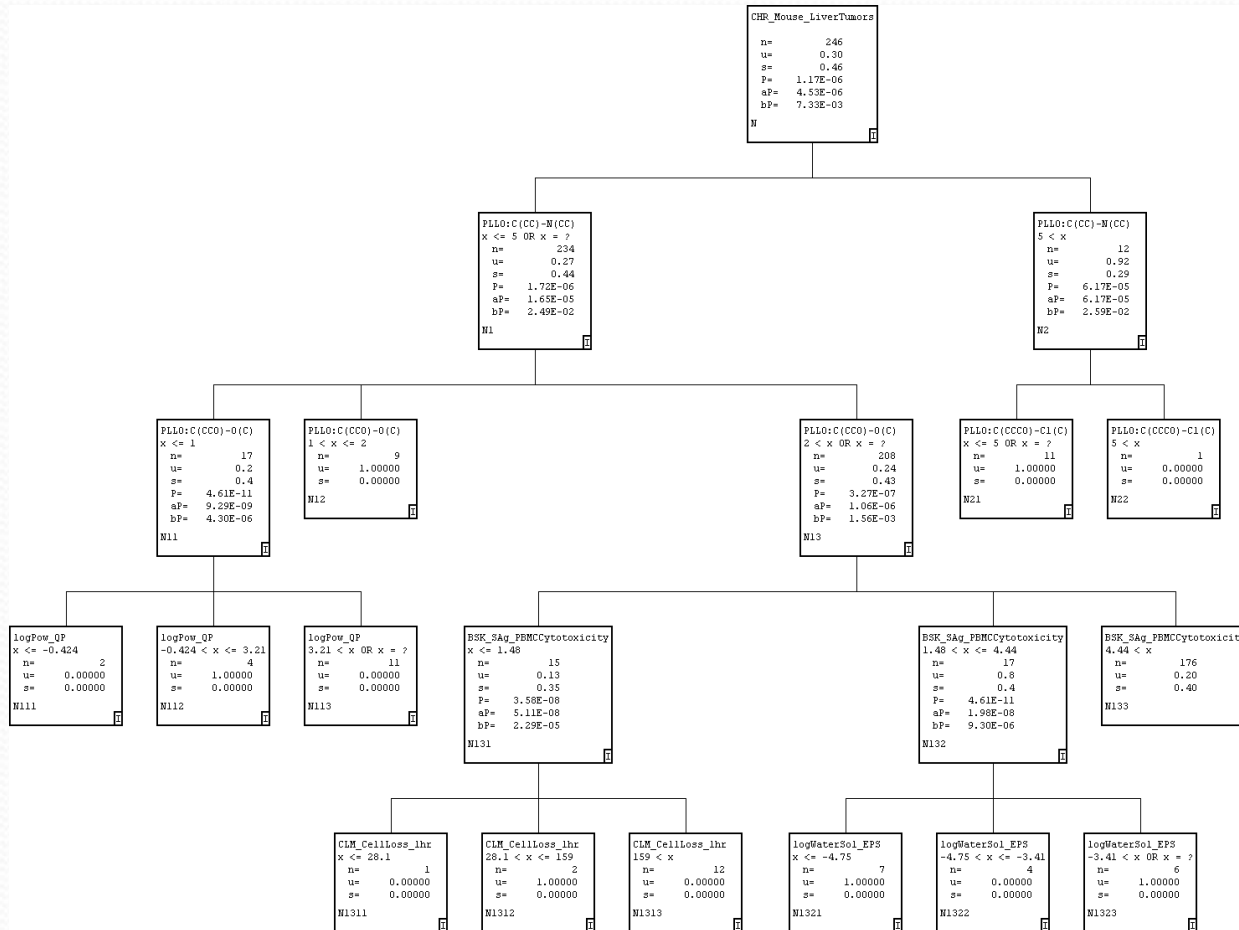 CHR_Mouse_LiverTumors
n= 246
u= 0.30
s= 0.46
P= 1.17E-06
aP= 4.53E-06
bP= 7.33E-03
N
I
PLL0:C(CC)-N(CC)
x <= 5 OR x = ?
n= 234
u= 0.27
s= 0.44
P= 1.72E-06
aP= 1.65E-05
bP= 2.49E-02
N1
I
PLL0:C(CC)-N(CC)
5 < x
n= 12
u= 0.92
s= 0.29
P= 6.17E-05
aP= 6.17E-05
bP= 2.59E-02
N2
I
PLL0:C(CCO)-O(C)
x <= 1
n= 17
u= 0.2
s= 0.4
P= 4.61E-11
aP= 9.29E-09
bP= 4.30E-06
N11
I
PLL0:C(CCO)-O(C)
1 < x <= 2
n= 9
u= 1.00000
s= 0.00000
N12
I
PLL0:C(CCO)-O(C)
2 < x OR x = ?
n= 208
u= 0.24
s= 0.43
P= 3.27E-07
aP= 1.06E-06
bP= 1.56E-03
N13
I
PLL0:C(CCCO)-Cl(C)
x <= 5 OR x = ?
n= 11
u= 1.00000
s= 0.00000
N21
I
PLL0:C(CCCO)-Cl(C)
5 < x
n= 1
u= 0.00000
s= 0.00000
N22
I
logPow_QP
x <= -0.424
n= 2
u= 0.00000
s= 0.00000
N111
I
logPow_QP
-0.424 < x <= 3.21
n= 4
u= 1.00000
s= 0.00000
N112
I
logPow_QP
3.21 < x OR x = ?
n= 11
u= 0.00000
s= 0.00000
N113
I
BSK_SAg_PBMCCytotoxicity
x <= 1.48
n= 15
u= 0.13
s= 0.35
P= 3.58E-08
aP= 5.11E-08
bP= 2.29E-05
N131
I
BSK_SAg_PBMCCytotoxicity
1.48 < x <= 4.44
n= 17
u= 0.8
s= 0.4
P= 4.61E-11
aP= 1.98E-08
bP= 9.30E-06
N132
I
BSK_SAg_PBMCCytotoxicit
4.44 < x
n= 176
u= 0.20
s= 0.40
N133
CLM_CellLoss_1hr
x <= 28.1
n= 1
u= 0.00000
s= 0.00000
N1311
I
CLM_CellLoss_1hr
28.1 < x <= 159
n= 2
u= 1.00000
s= 0.00000
N1312
I
CLM_CellLoss_1hr
159 < x
n= 12
u= 0.00000
s= 0.00000
N1313
I
logWaterSol_EPS
x <= -4.75
n= 7
u= 1.00000
s= 0.00000
N1321
I
logWaterSol_EPS
-4.75 < x <= -3.41
n= 4
u= 0.00000
s= 0.00000
N1322
I
logWaterSol_EPS
-3.41 < x OR x = ?
n= 6
u= 1.00000
s= 0.00000
N1323
I